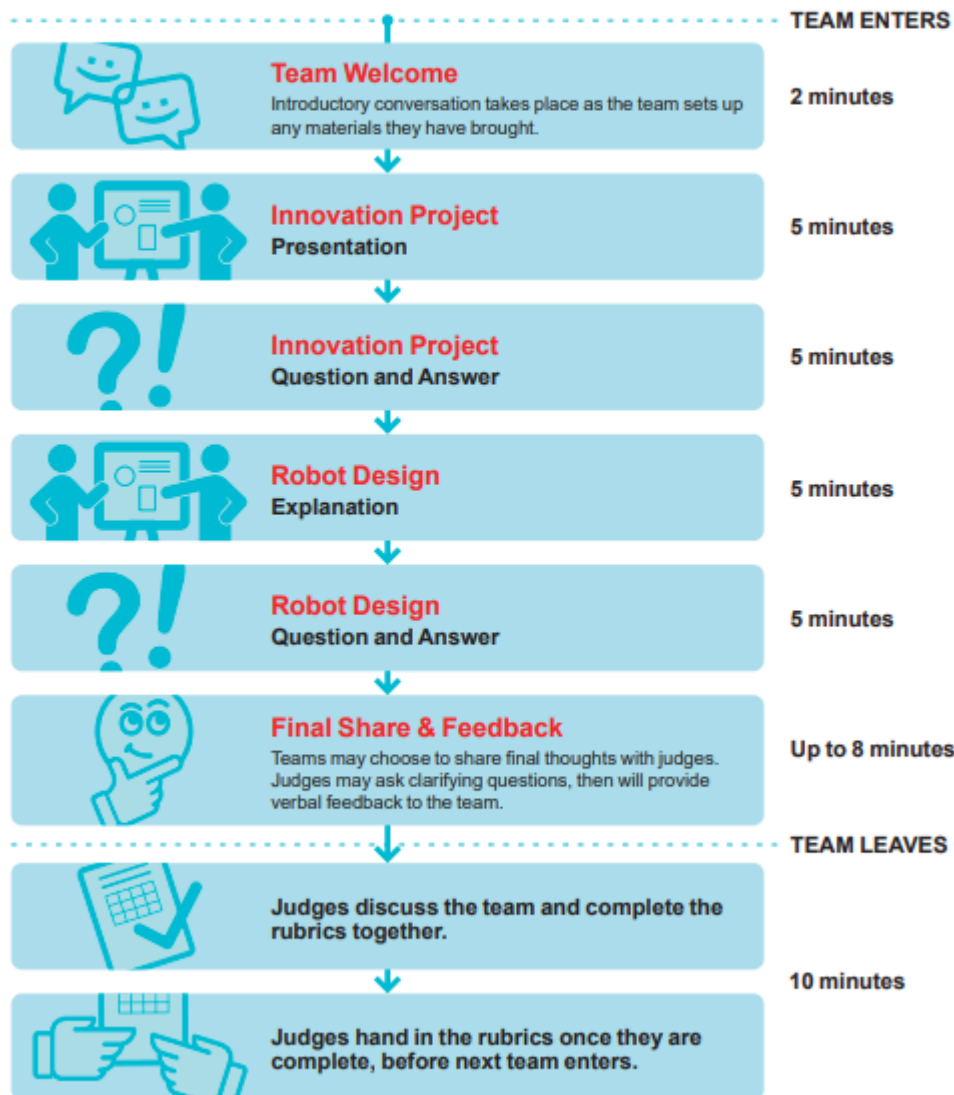 TEAM ENTERS
Team Welcome
Introductory conversation takes place as the team sets up
any materials they have brought.
2 minutes
Innovation Project
Presentation
5 minutes
Innovation Project
Question and Answer
5 minutes
Robot Design
Explanation
5 minutes
Robot Design
Question and Answer
5 minutes
Final Share & Feedback
Teams may choose to share final thoughts with judges.
Judges may ask clarifying questions, then will provide
verbal feedback to the team.
Up to 8 minutes
TEAM LEAVES
Judges discuss the team and complete the
rubrics together.
10 minutes
Judges hand in the rubrics once they are
complete, before next team enters.